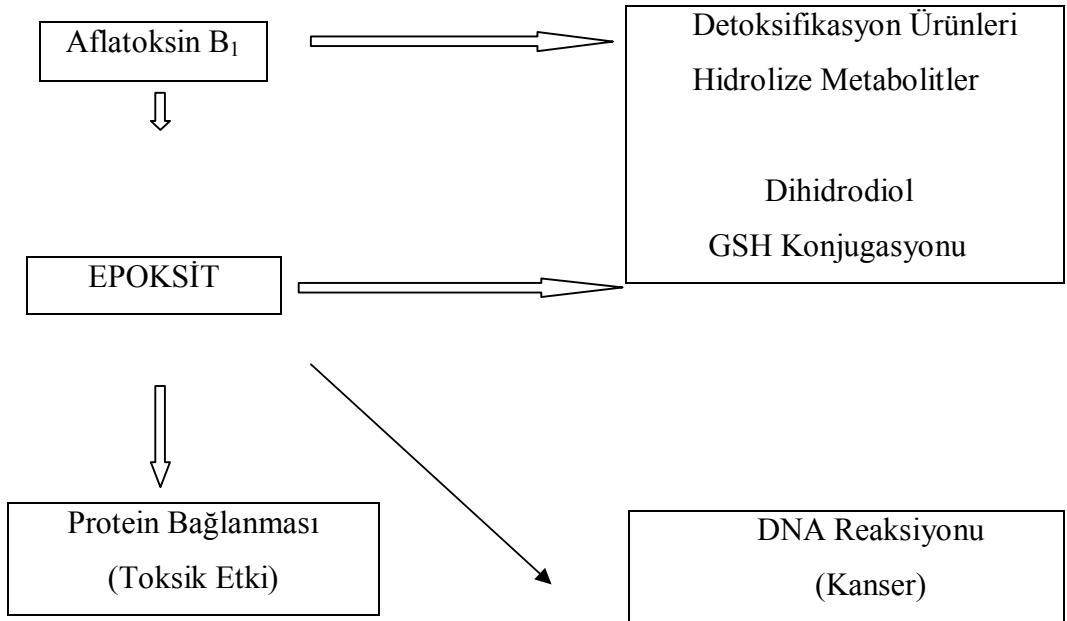 Aflatoksin B₁
Detoksifikasyon Ürünleri
Hidrolize Metabolitler
Dihidrodiol
GSH Konjugasyonu
EPOKSİT
Protein Bağlanması
(Toksik Etki)
DNA Reaksiyonu
(Kanser)